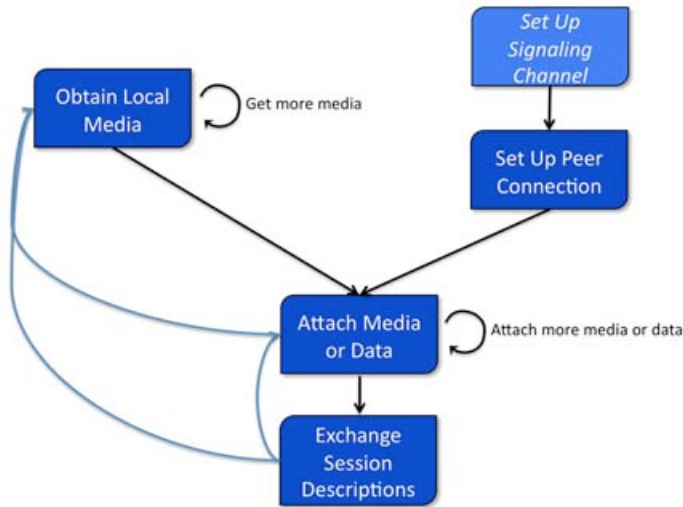 Set Up
Signaling
Channel
Obtain Local
Media
Get more media
Set Up Peer
Connection
Attach Media
or Data
Attach more media or data
Exchange
Session
Descriptions